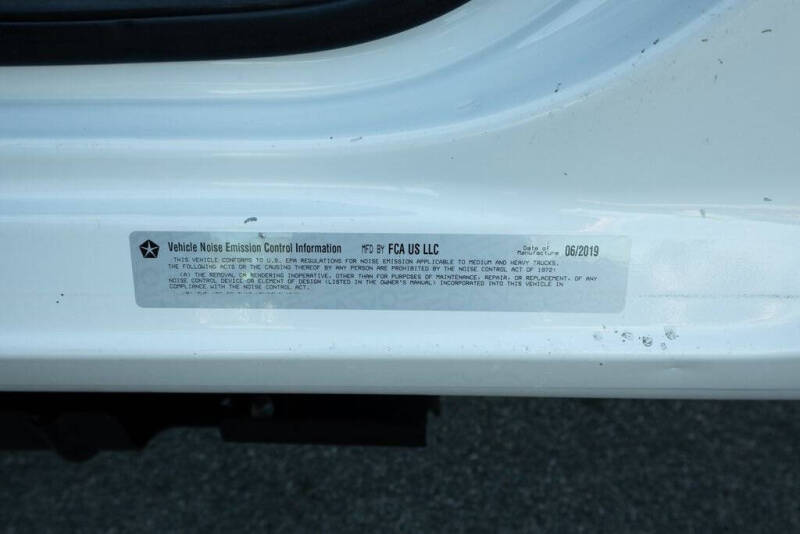 Vehicle Noise Emission Control Information MFD BY FCA US LLC Date of Manufacture 06/2019
THIS VEHICLE CONFORMS TO U.S. EPA REGULATIONS FOR NOISE EMISSION APPLICABLE TO MEDIUM AND HEAVY TRUCKS.
THE FOLLOWING ACTS OR THE CAUSING THEREOF BY ANY PERSON ARE PROHIBITED BY THE NOISE CONTROL ACT OF 1972:
(A) THE REMOVAL OR RENDERING INOPERATIVE, OTHER THAN FOR PURPOSES OF MAINTENANCE, REPAIR, OR REPLACEMENT, OF ANY
NOISE CONTROL DEVICE OR ELEMENT OF DESIGN (LISTED IN THE OWNER'S MANUAL) INCORPORATED INTO THIS VEHICLE IN
COMPLIANCE WITH THE NOISE CONTROL ACT.